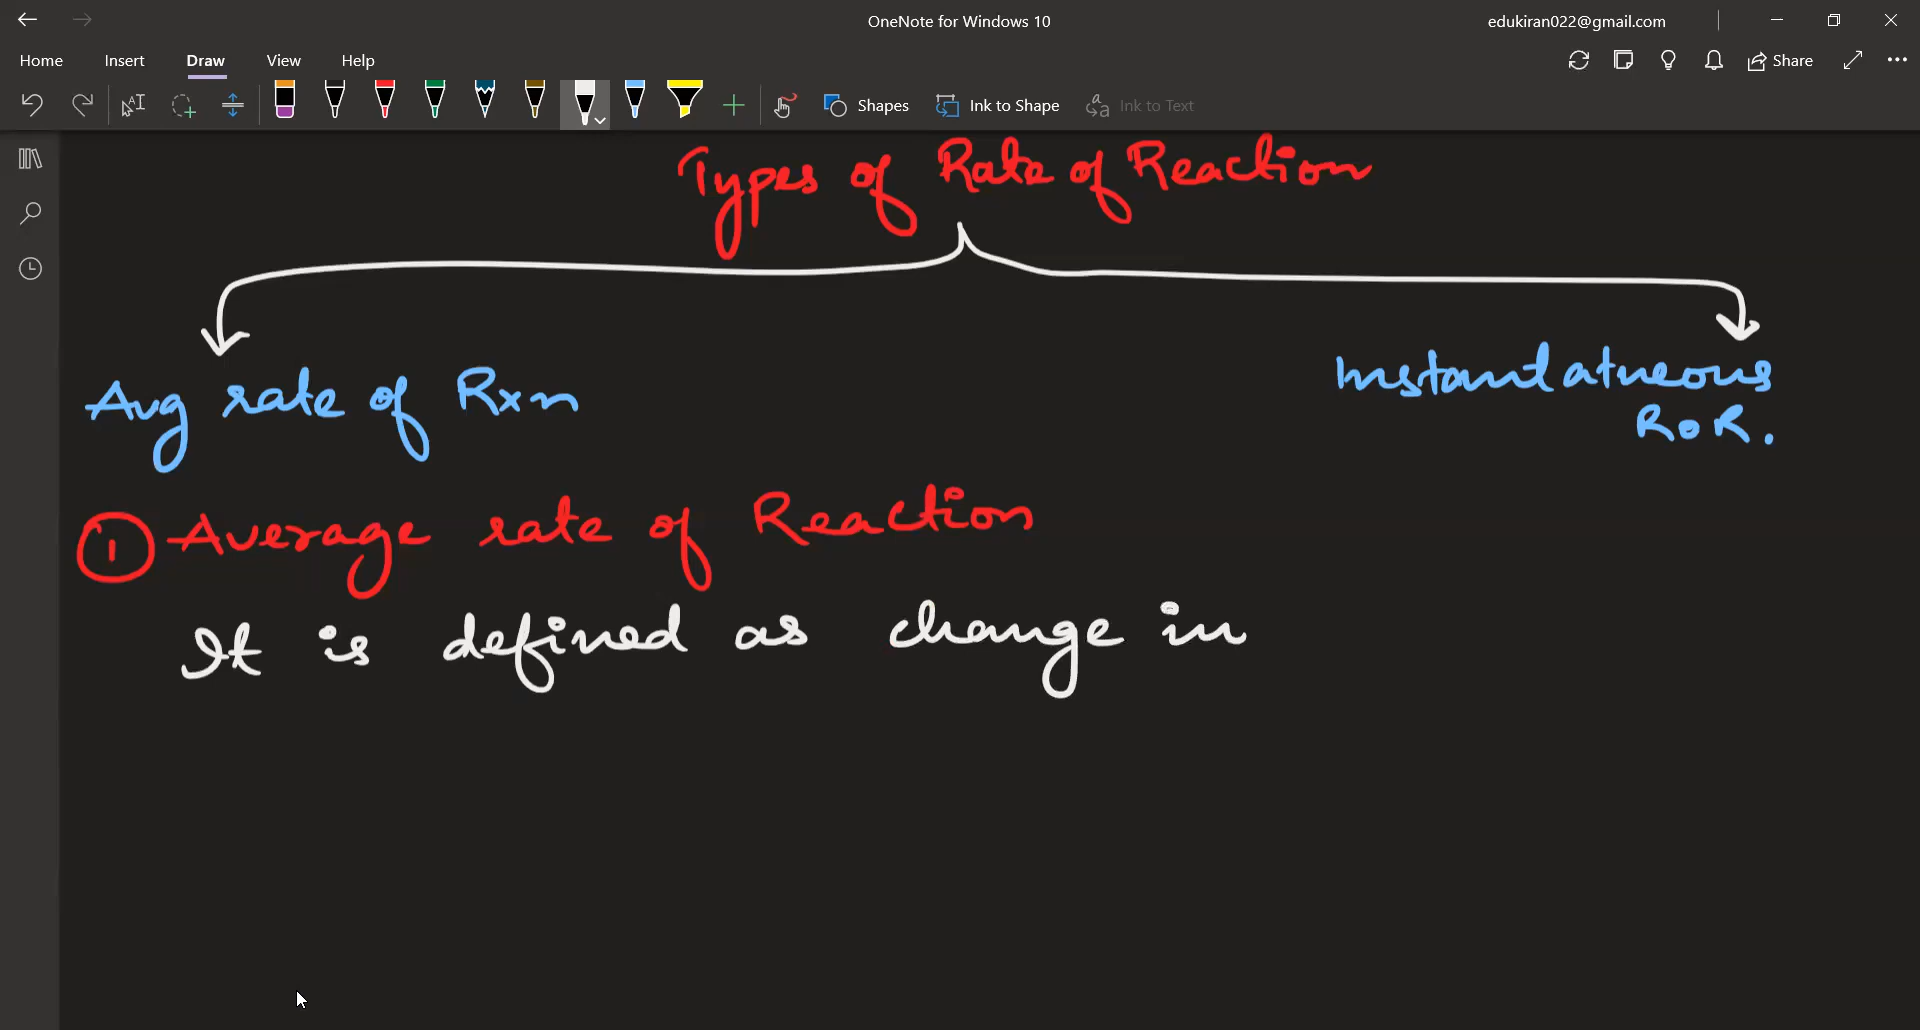 OneNote for Windows 10
edukiran022@gmail.com
Home Insert Draw View Help
Share
Shapes Ink to Shape Ink to Text
Types of Rate of Reaction
Avg rate of Rxn
Instantatneous
RoR.
① Average rate of Reaction
It is defined as change in